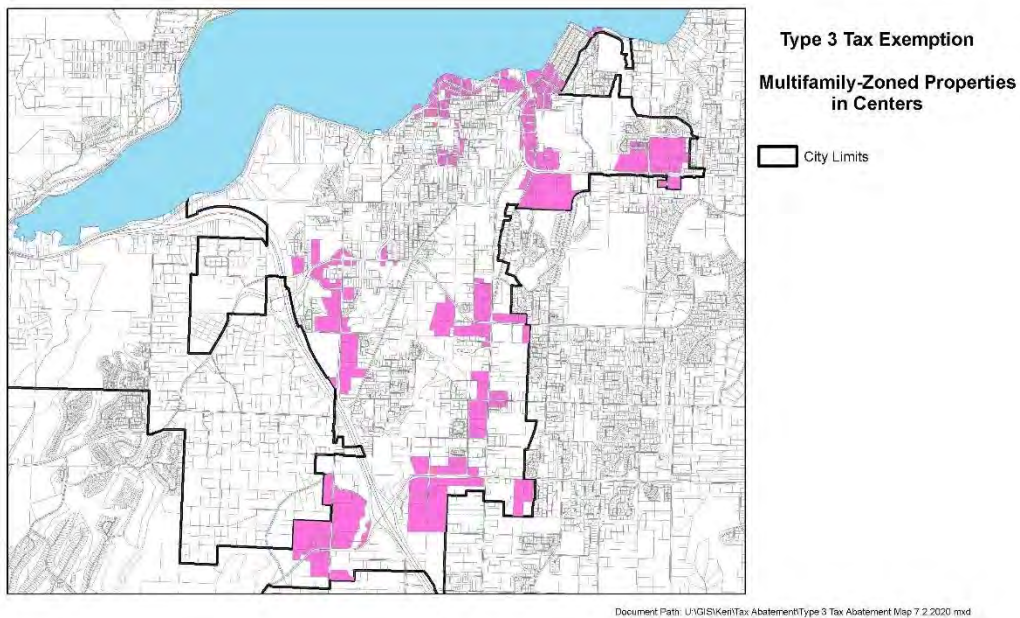 Type 3 Tax Exemption
Multifamily-Zoned Properties
in Centers
City Limits
Document Path: U:\GIS\Keri\Tax Abatement\Type 3 Tax Abatement Map 7.2.2020 mxd